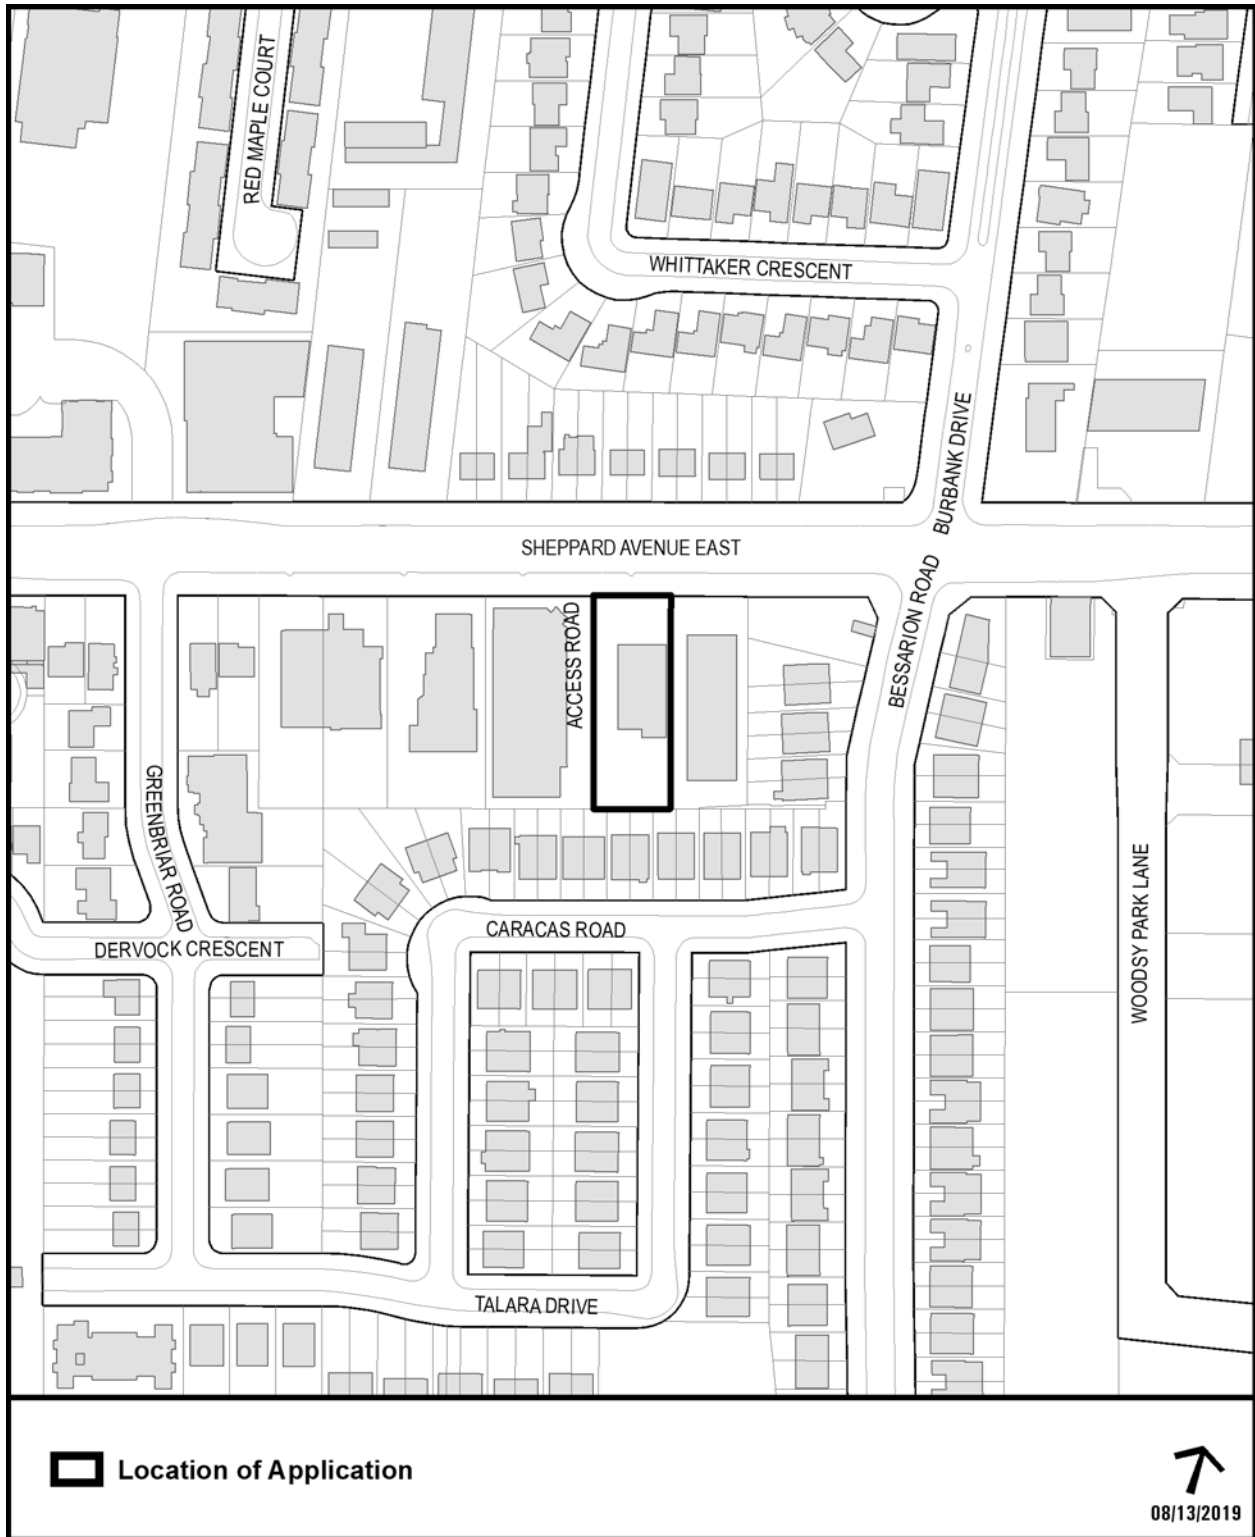 RED MAPLE COURT
WHITTAKER CRESCENT
BURBANK DRIVE
SHEPPARD AVENUE EAST
BESSARION ROAD
ACCESS ROAD
GREENBRIAR ROAD
CARACAS ROAD
DERVOCK CRESCENT
WOODSY PARK LANE
TALARA DRIVE
Location of Application
08/13/2019